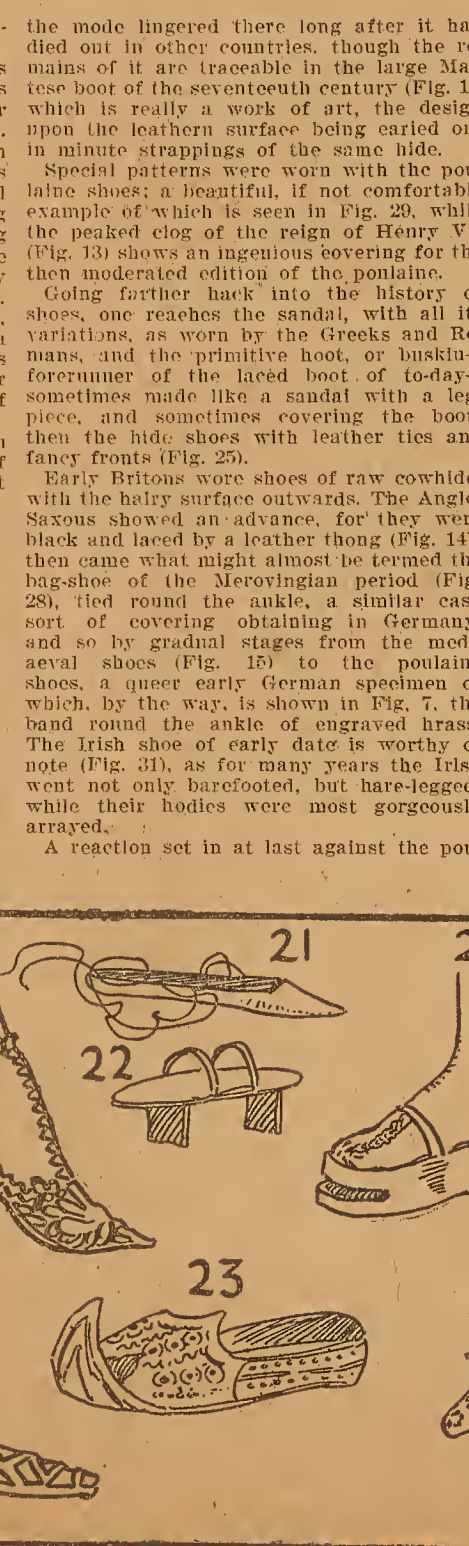 the mode lingered there long after it ha
died out in other countries, though the re
mains of it are traceable in the large Ma
tese boot of the seventeenth century (Fig. 1
which is really a work of art, the desig
upon the leathern surface being earied or
in minute strappings of the same hide.
Special patterns were worn with the pou
laine shoes; a beautiful, if not comfortabl
example of which is seen in Fig. 29, whil
the peaked clog of the reign of Henry V
(Fig. 13) shows an ingenious covering for th
then moderated edition of the poulaine.
Going farther back into the history o
shoes, one reaches the sandal, with all it
variations, as worn by the Greeks and Ro
mans, and the primitive boot, or buskin-
forerunner of the laced boot of to-day-
sometimes made like a sandal with a leg
piece, and sometimes covering the boot
then the hide shoes with leather ties an
fancy fronts (Fig. 25).
Early Britons wore shoes of raw cowhide
with the hairy surface outwards. The Anglo
Saxous showed an advance, for they wer
black and laced by a leather thong (Fig. 14)
then came what might almost be termed th
bag-shoe of the Merovingian period (Fig
28), tied round the ankle, a similar cas
sort of covering obtaining in Germany
and so by gradual stages from the med
aeval shoes (Fig. 15) to the poulain
shoes, a queer early German specimen o
which, by the way, is shown in Fig, 7, th
band round the ankle of engraved brass
The Irish shoe of early date is worthy o
note (Fig. 31), as for many years the Iris
went not only barefooted, but bare-legged
while their bodies were most gorgeousl
arrayed.
A reaction set in at last against the pou
21
22
23